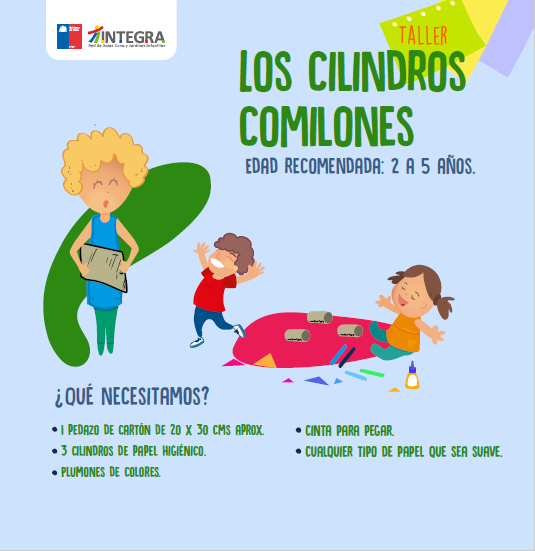 INTEGRA
Red de Salas Cuna y Jardines Infantiles
TALLER
LOS CILINDROS
COMILONES
EDAD RECOMENDADA: 2 A 5 AÑOS.
¿QUÉ NECESITAMOS?
• 1 PEDAZO DE CARTÓN DE 20 X 30 CMS APROX.
• 3 CILINDROS DE PAPEL HIGIÉNICO.
• PLUMONES DE COLORES.
• CINTA PARA PEGAR.
• CUALQUIER TIPO DE PAPEL QUE SEA SUAVE.